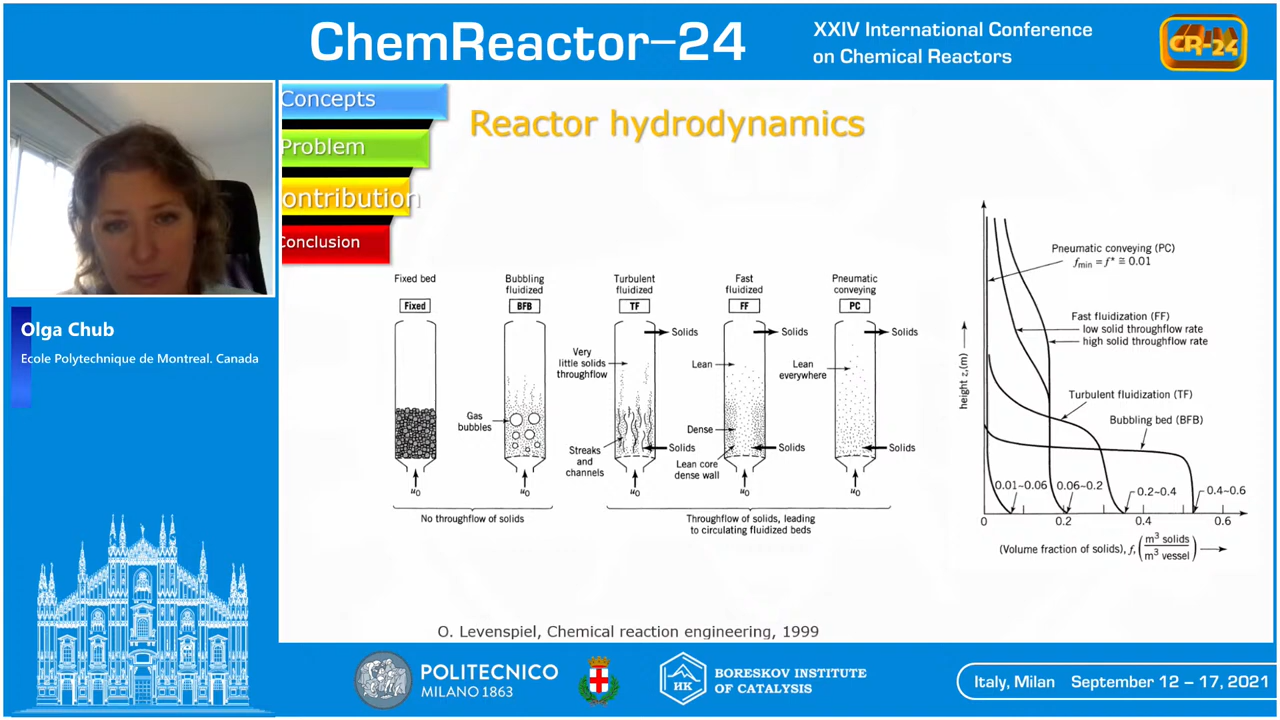 ChemReactor–24
XXIV International Conference
on Chemical Reactors
CR-24
Concepts
Problem
ontribution
Conclusion
Reactor hydrodynamics
Olga Chub
Ecole Polytechnique de Montreal. Canada
Fixed bed
Fixed
u0
Bubbling
fluidized
BFB
Gas
bubbles
u0
No throughflow of solids
Turbulent
fluidized
TF
Solids
Very
little solids
throughflow
Streaks
and
channels
Solids
u0
Fast
fluidized
FF
Solids
Lean
Dense
Lean core
dense wall
Solids
u0
Pneumatic
conveying
PC
Solids
Lean
everywhere
Solids
u0
Throughflow of solids, leading
to circulating fluidized beds
height z,(m)
Pneumatic conveying (PC)
fmin = f* ≅ 0.01
Fast fluidization (FF)
low solid throughflow rate
high solid throughflow rate
Turbulent fluidization (TF)
Bubbling bed (BFB)
0.01~0.06
0.06~0.2
0.2~0.4
0.4~0.6
0 0.2 0.4 0.6
(Volume fraction of solids), f, (m³ solids
m³ vessel)
O. Levenspiel, Chemical reaction engineering, 1999
POLITECNICO
MILANO 1863
НК
BORESKOV INSTITUTE
OF CATALYSIS
Italy, Milan September 12 – 17, 2021